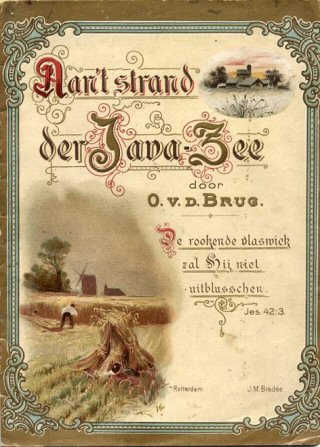 Aan't strand
der Java-Zee
door
O. v. d. Brug.
De rookende vlaswiek
zal Hij niet
uitblusschen.
Jes. 42:3.
Rotterdam J. M. Bredée